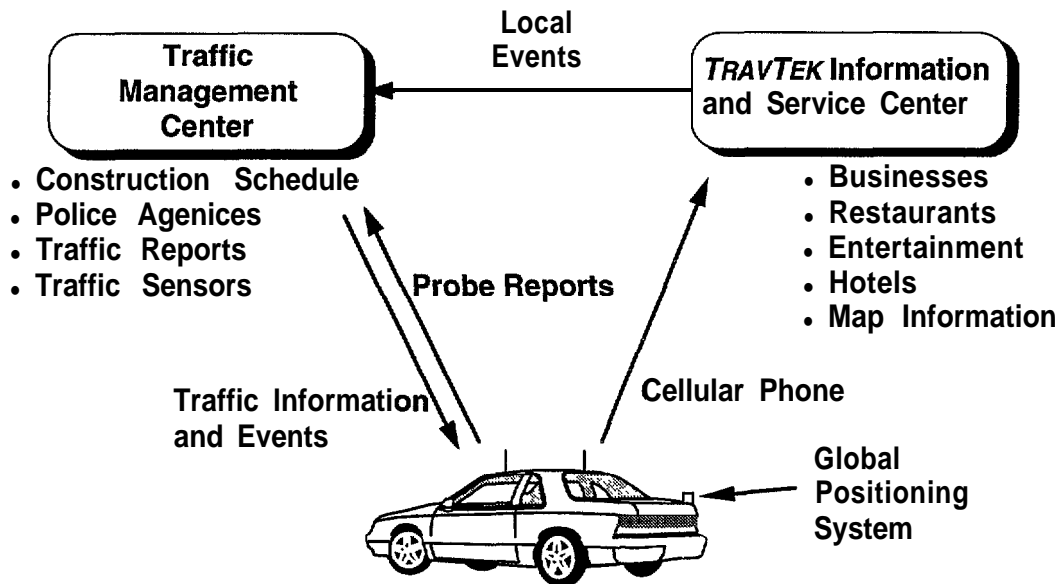 Local
Events
Traffic
Management
Center
TRAVTEK Information
and Service Center
• Construction Schedule
• Police Agenices
• Traffic Reports
• Traffic Sensors
• Businesses
• Restaurants
• Entertainment
• Hotels
• Map Information
Probe Reports
Traffic Information
and Events
Cellular Phone
Global
Positioning
System